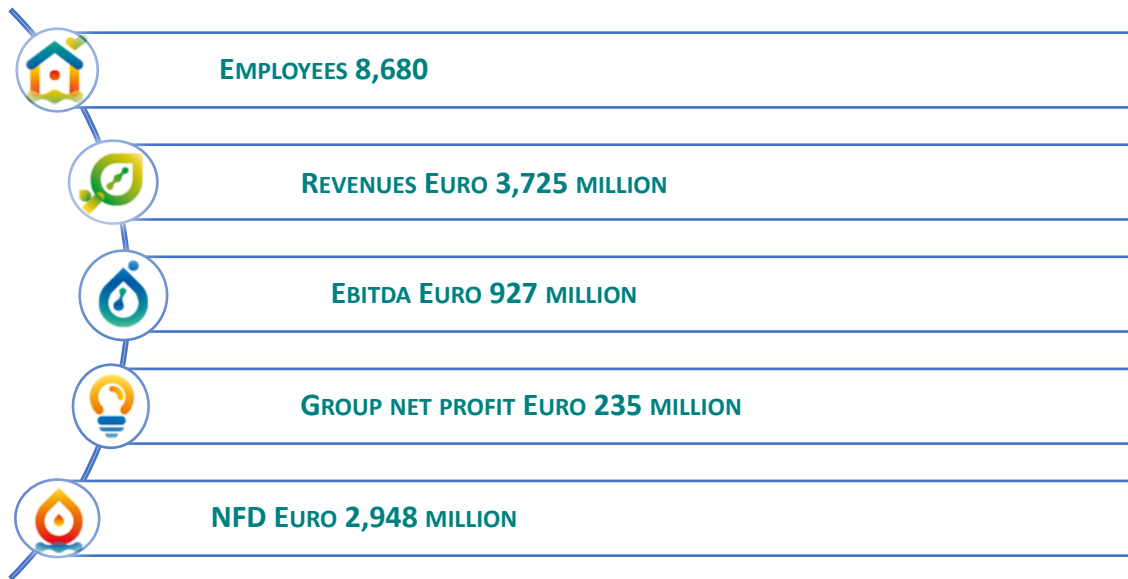 EMPLOYEES 8,680
REVENUES EURO 3,725 MILLION
EBITDA EURO 927 MILLION
GROUP NET PROFIT EURO 235 MILLION
NFD EURO 2,948 MILLION